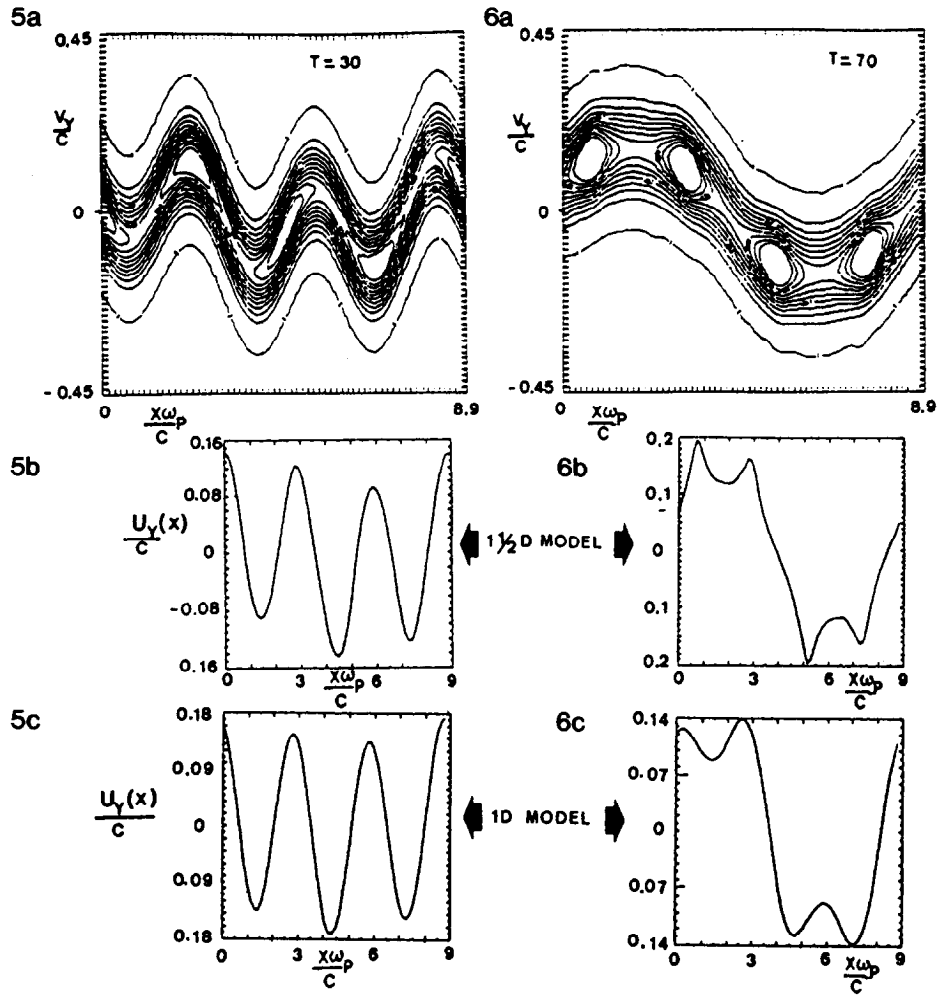 5a
0.45
T = 30
V_Y
C
0
- 0.45
0
Xω_P
C
8.9
6a
0.45
T = 70
V_Y
C
0
- 0.45
0
Xω_P
C
8.9
5b
0.16
0.08
U_Y(x)
C
0
-0.08
0.16
0
3
Xω_P
C
6
9
1½D MODEL
6b
0.2
0.1
0
0.1
0.2
0
3
6
Xω_P
C
9
5c
0.18
0.09
U_Y(x)
C
0
0.09
0.18
0
3
Xω_P
C
6
9
1D MODEL
6c
0.14
0.07
0
0.07
0.14
0
3
6
Xω_P
C
9